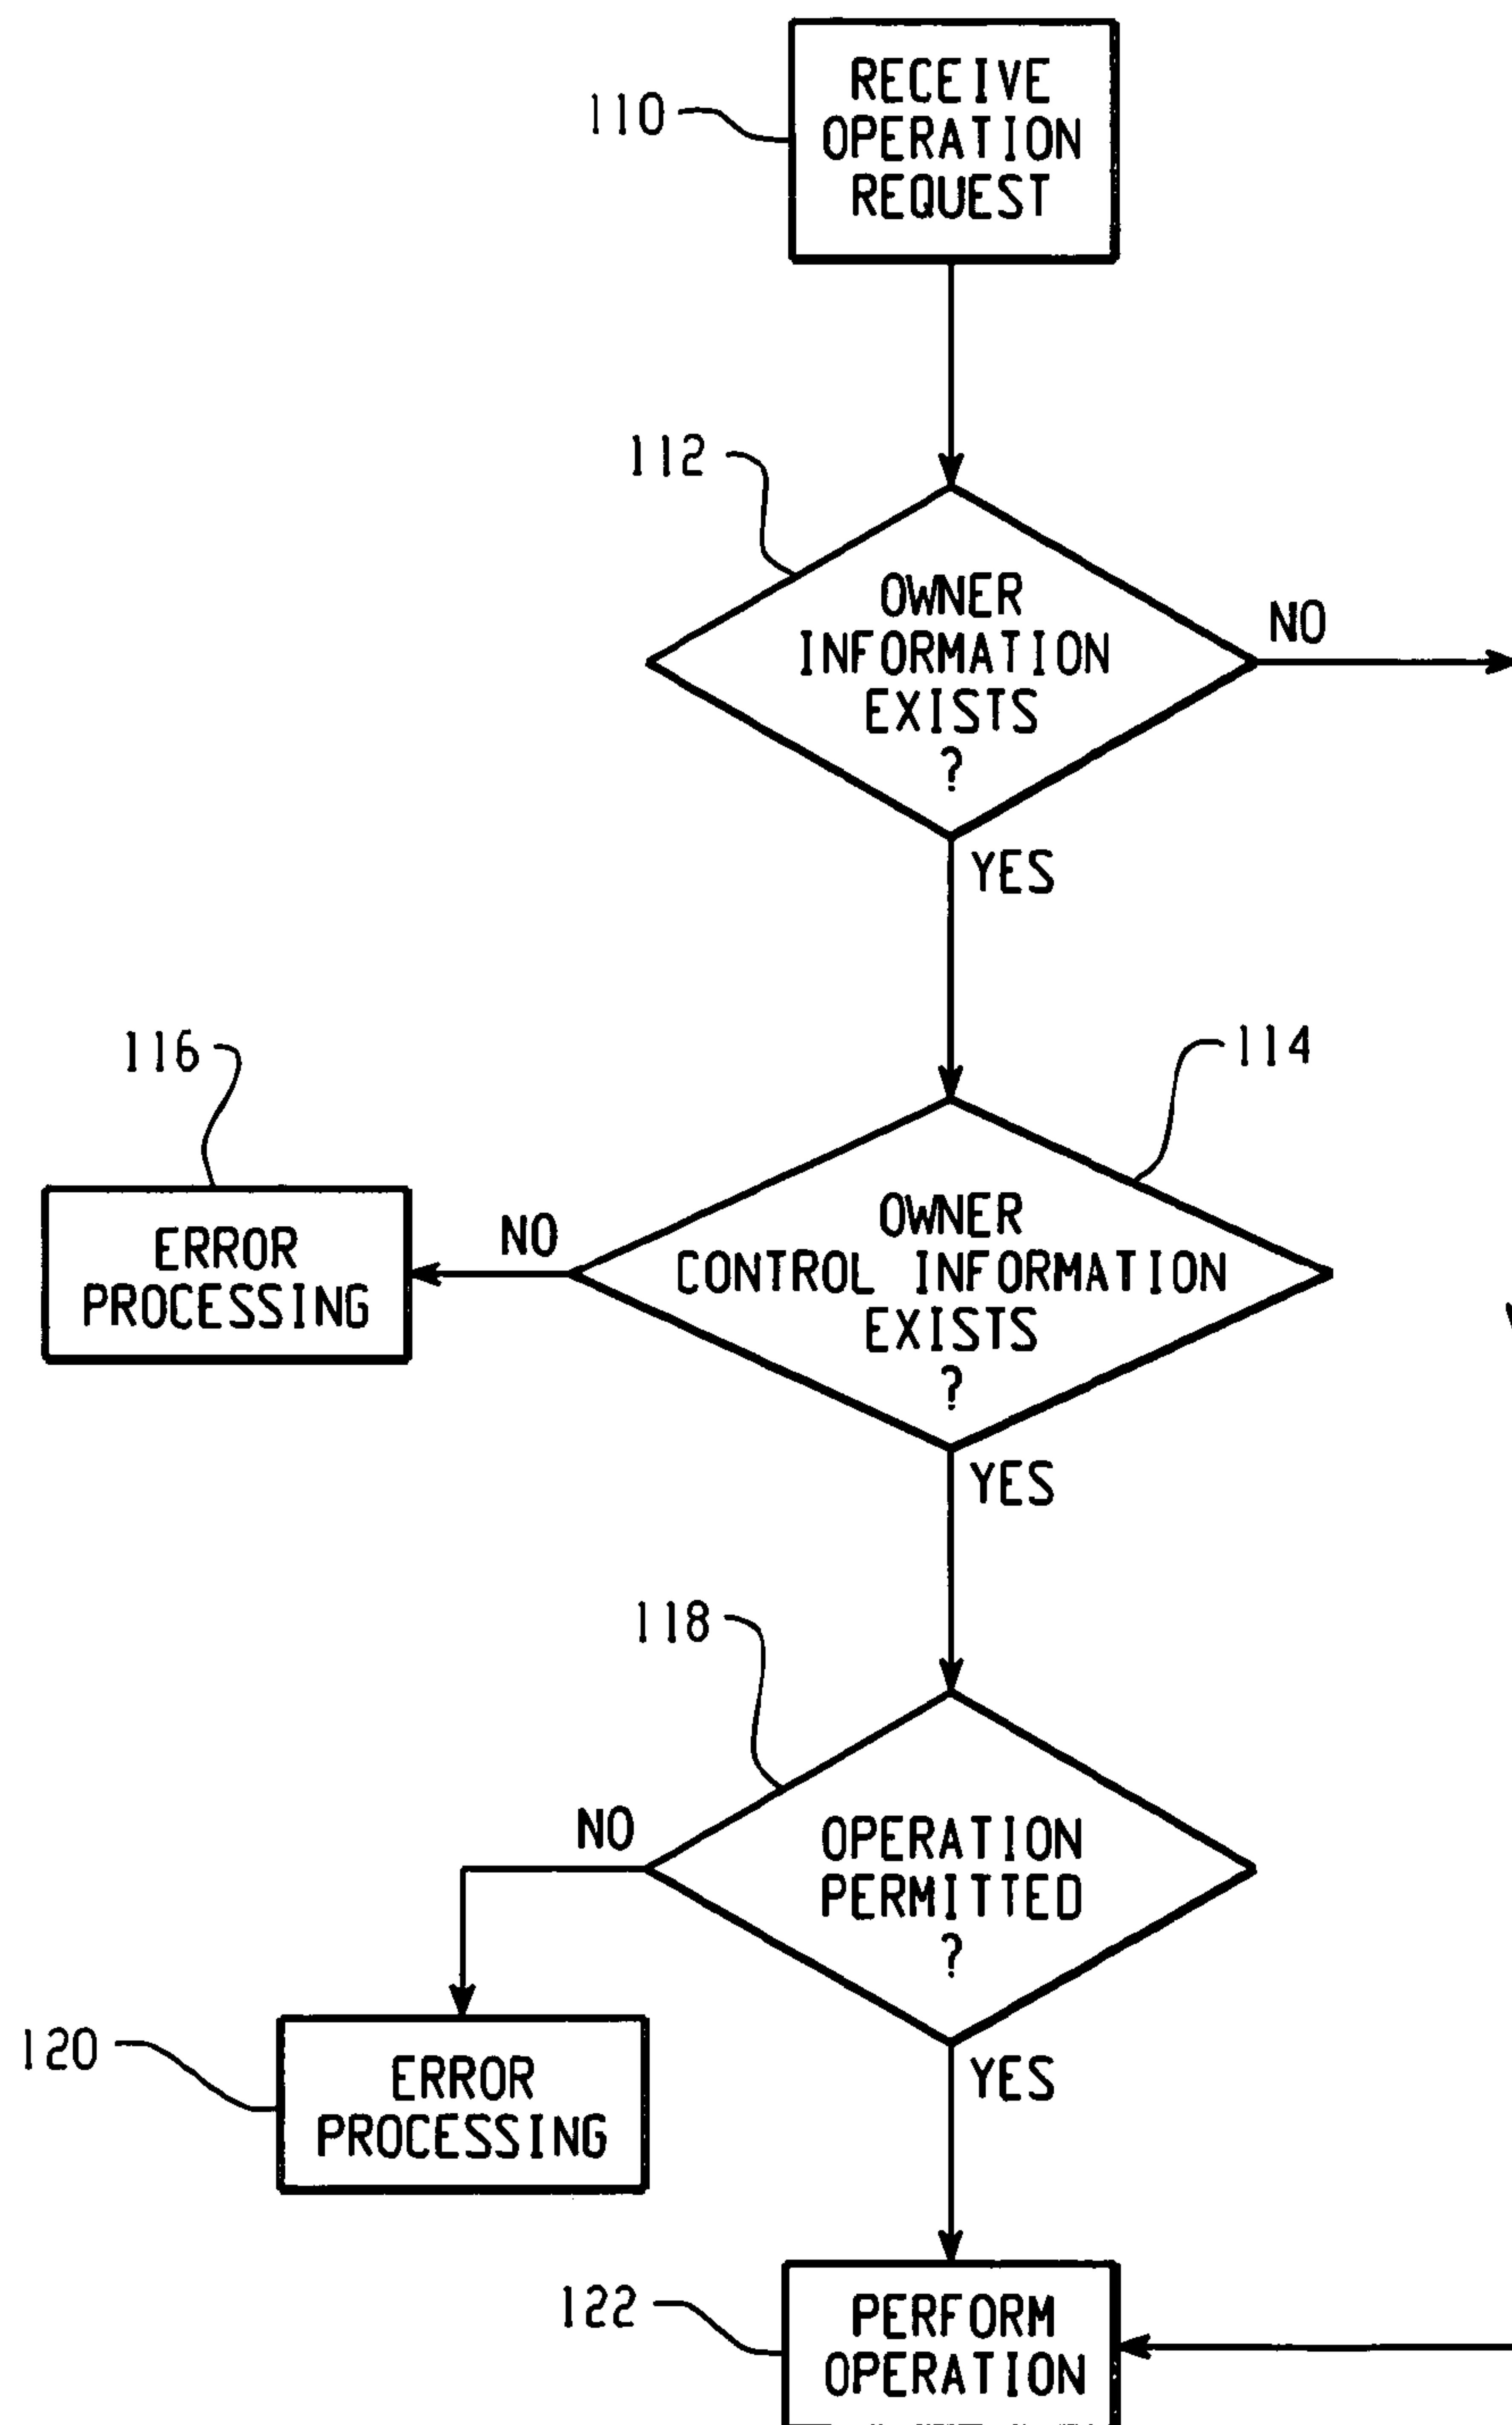 110
RECEIVE
OPERATION
REQUEST
112
OWNER
INFORMATION
EXISTS
?
NO
YES
116
114
ERROR
PROCESSING
NO
OWNER
CONTROL INFORMATION
EXISTS
?
YES
118
NO
OPERATION
PERMITTED
?
120
ERROR
PROCESSING
YES
122
PERFORM
OPERATION